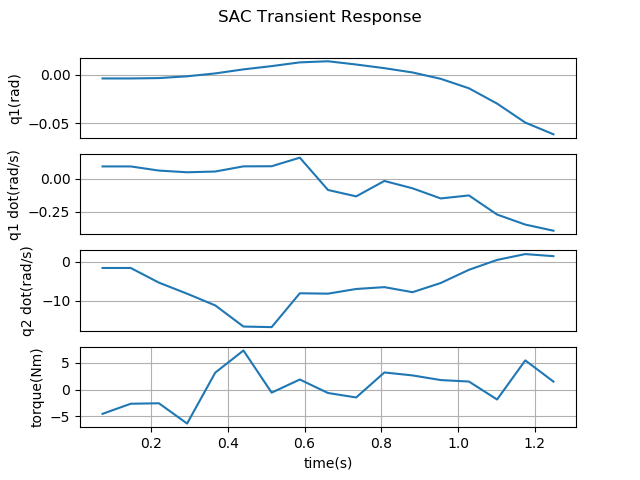 SAC Transient Response
q1(rad)
0.00
−0.05
q1 dot(rad/s)
0.00
−0.25
q2 dot(rad/s)
0
−10
torque(Nm)
5
0
−5
0.2 0.4 0.6 0.8 1.0 1.2
time(s)